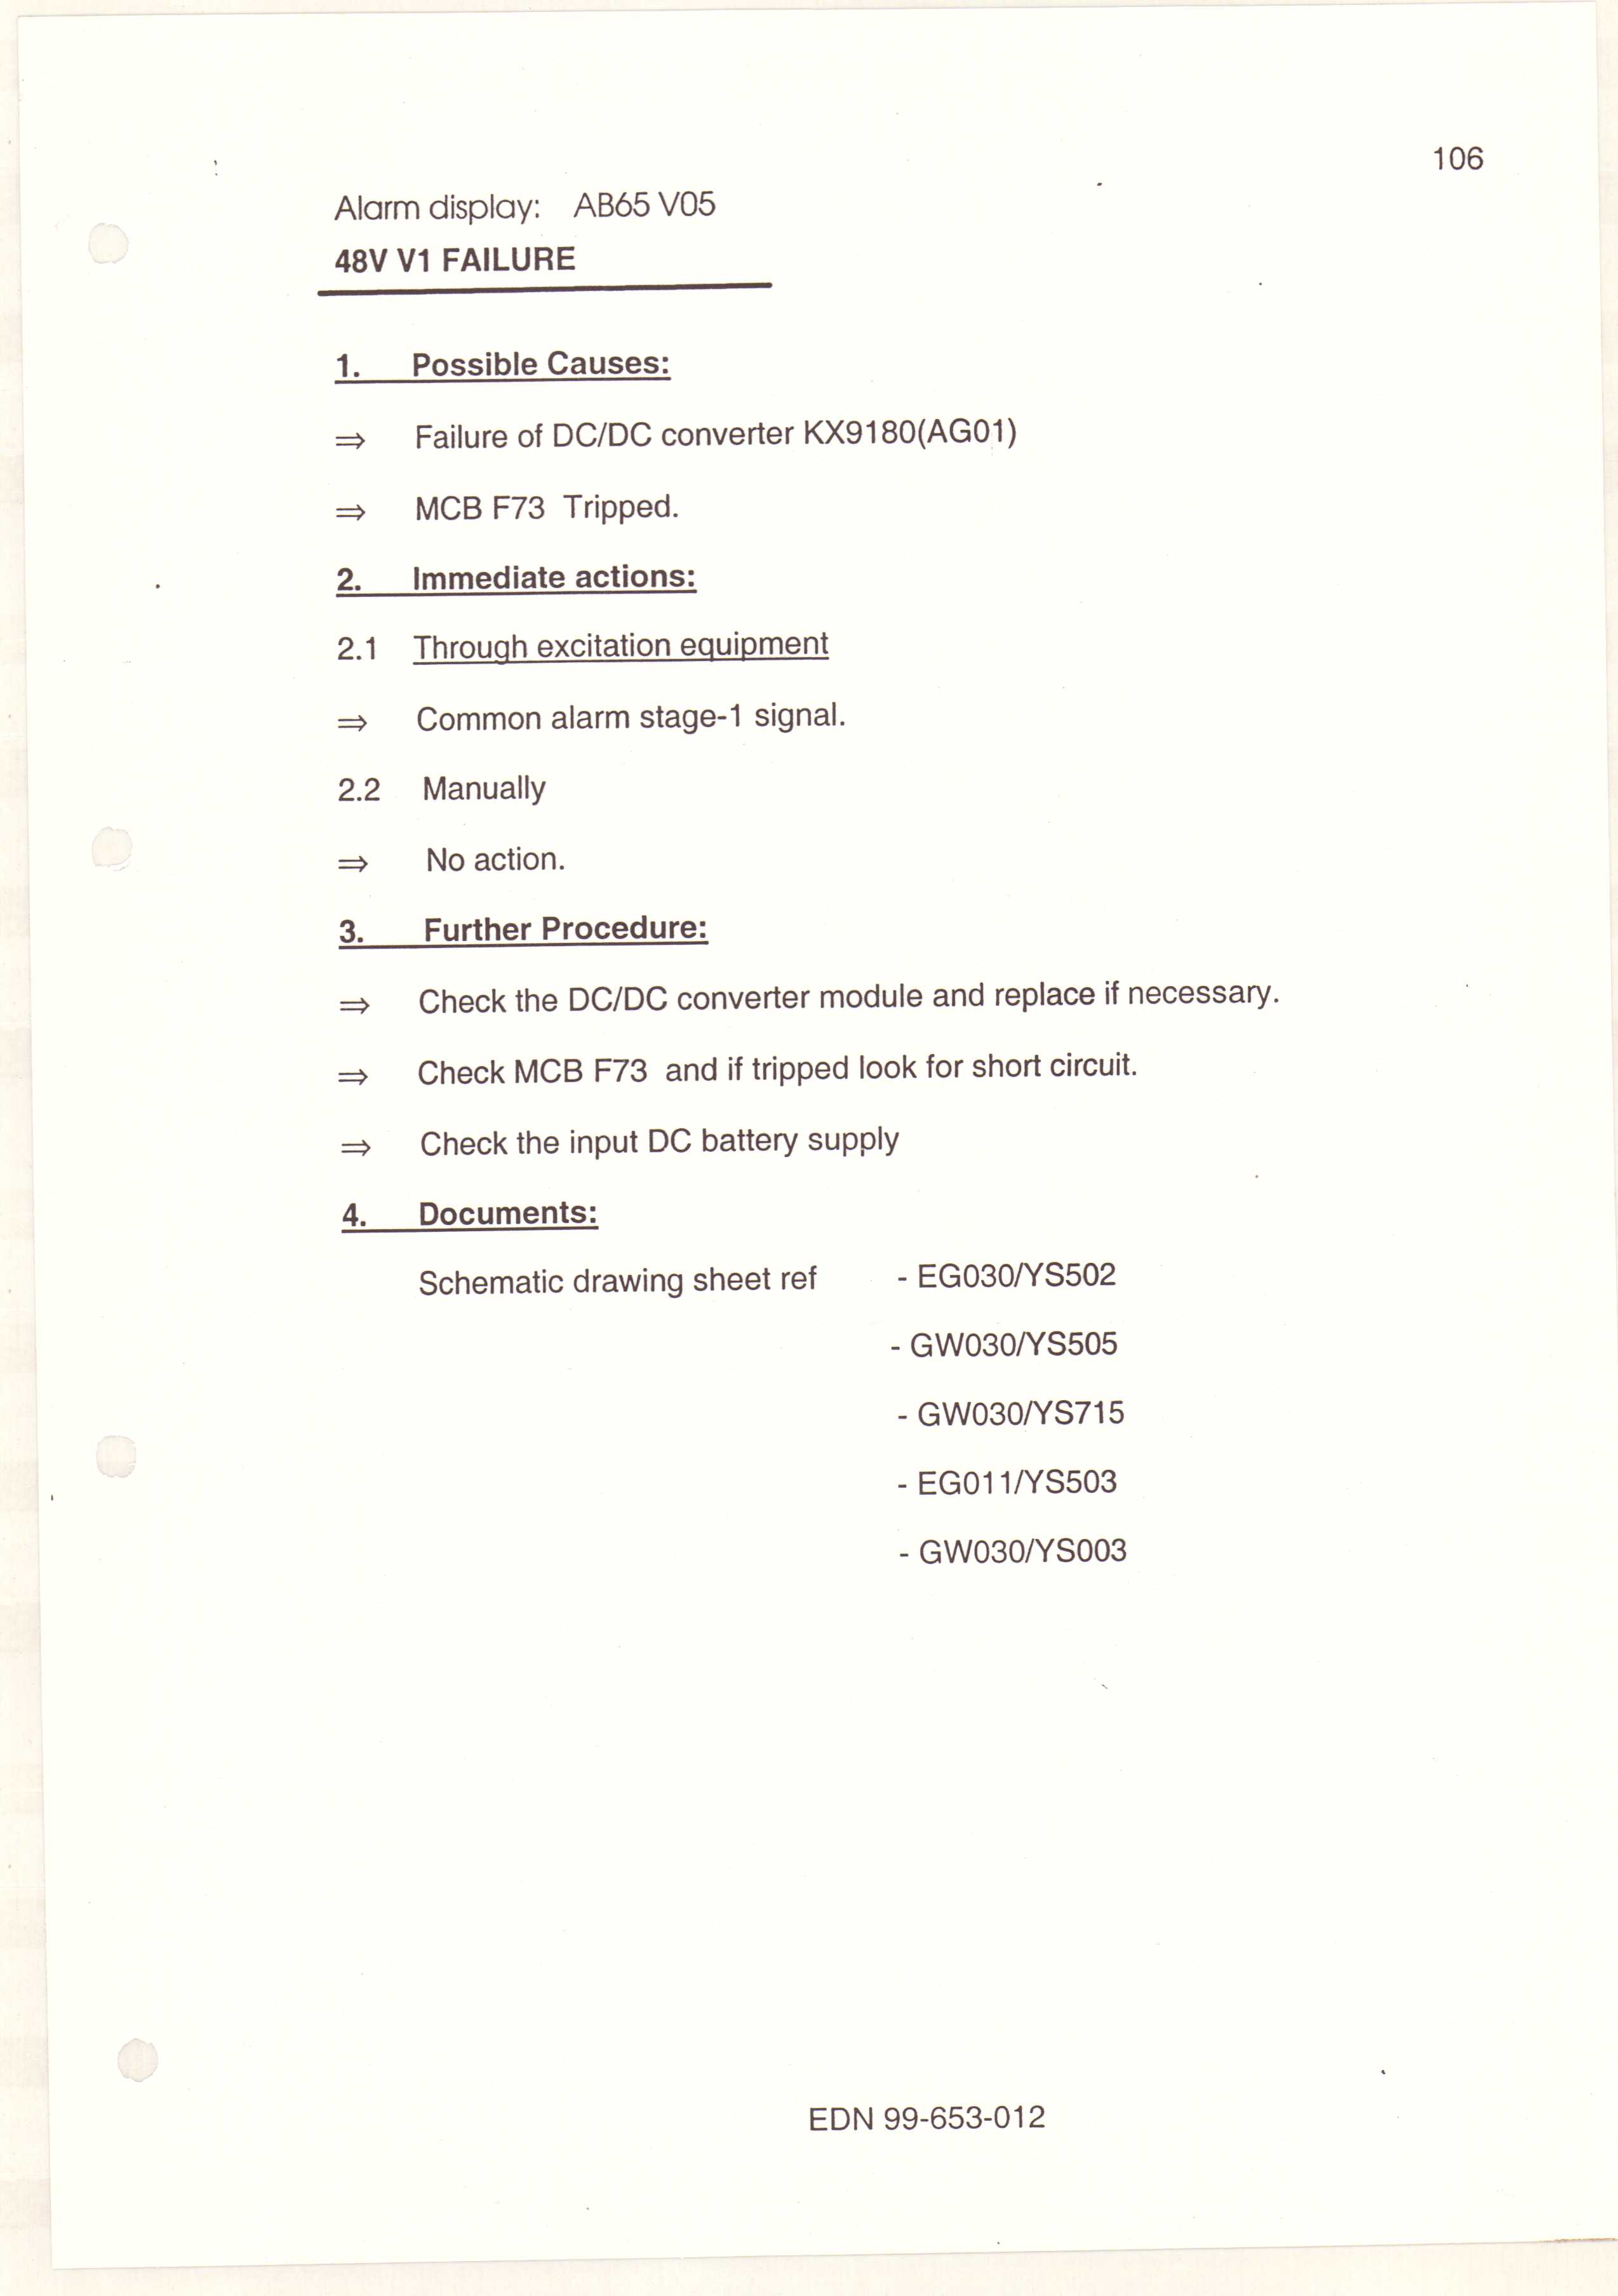 106
Alarm display: AB65 V05
48V V1 FAILURE
1. Possible Causes:
⇒ Failure of DC/DC converter KX9180(AG01)
⇒ MCB F73 Tripped.
2. Immediate actions:
2.1 Through excitation equipment
⇒ Common alarm stage-1 signal.
2.2 Manually
⇒ No action.
3. Further Procedure:
⇒ Check the DC/DC converter module and replace if necessary.
⇒ Check MCB F73 and if tripped look for short circuit.
⇒ Check the input DC battery supply
4. Documents:
Schematic drawing sheet ref - EG030/YS502
- GW030/YS505
- GW030/YS715
- EG011/YS503
- GW030/YS003
EDN 99-653-012